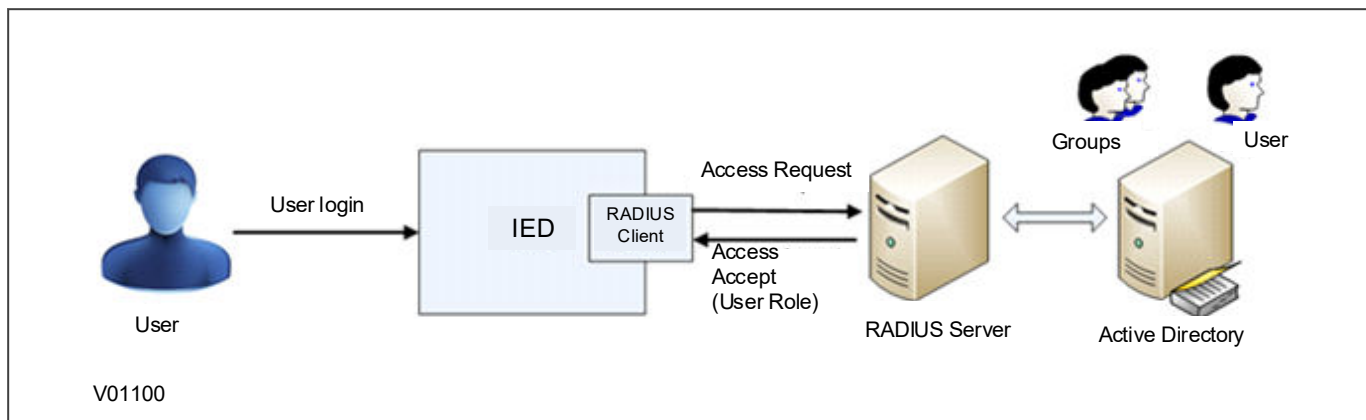 Groups
User
Access Request
User login
IED
RADIUS
Client
Access
Accept
(User Role)
User
RADIUS Server
Active Directory
V01100